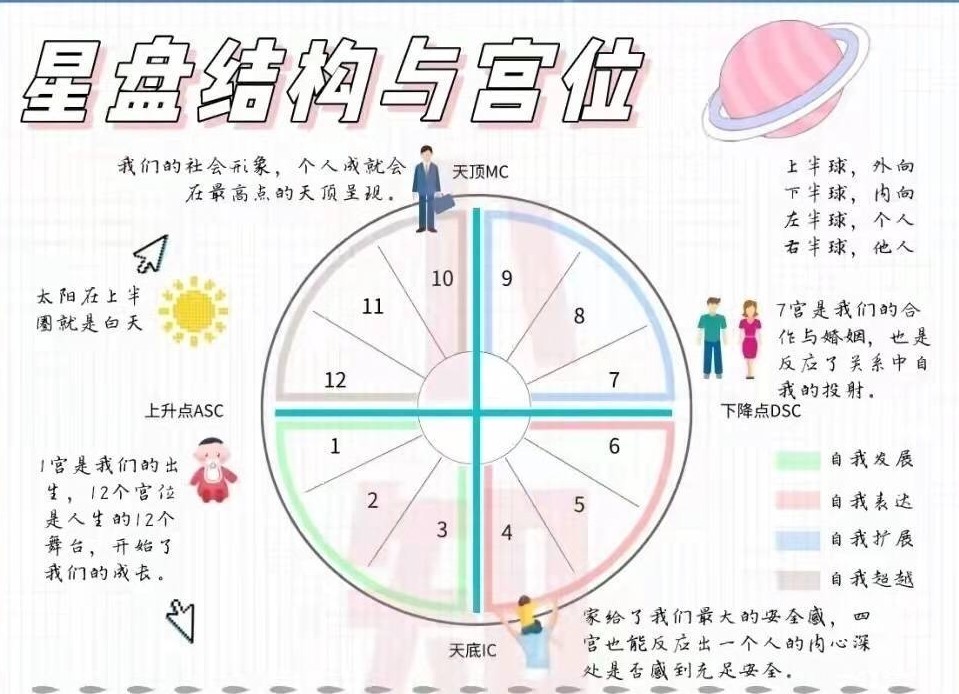 星盘结构与宫位
我们的社会形象，个人成就会
在最高点的天顶呈现。
天顶MC
上半球，外向
下半球，内向
左半球，个人
右半球，他人
太阳在上半
圈就是白天
10
9
11
8
12
7
7宫是我们的合
作与婚姻，也是
反应了关系中自
我的投射。
上升点ASC
下降点DSC
1
6
2
5
3
4
1宫是我们的出
生，12个宫位
是人生的12个
舞台，开始了
我们的成长。
自我发展
自我表达
自我扩展
自我超越
天底IC
家给了我们最大的安全感，四
宫也能反应出一个人的内心深
处是否感到充足安全。